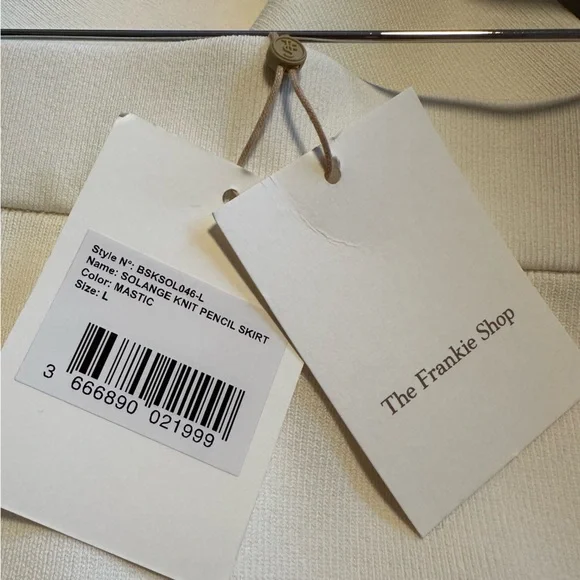 Style N°: BSKSOL046-L
Name: SOLANGE KNIT PENCIL SKIRT
Color: MASTIC
Size: L
3 666890 021999
The Frankie Shop